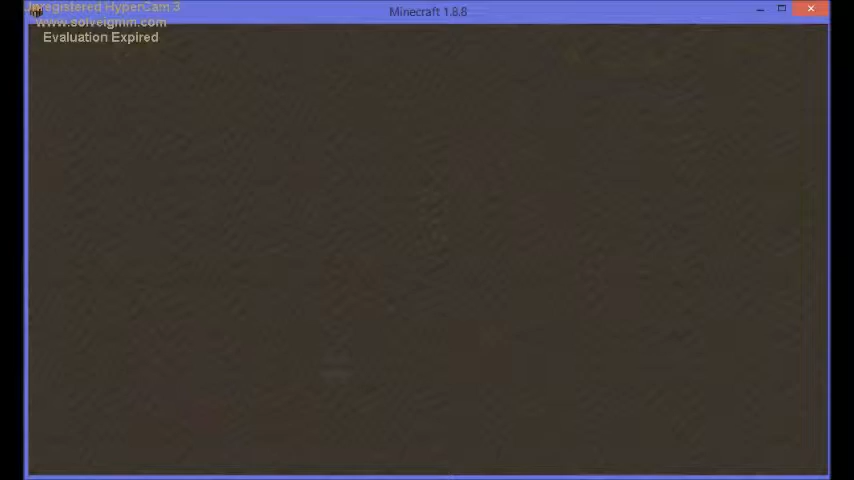 Unregistered HyperCam 3
Minecraft 1.8.8
www.solveigmm.com
Evaluation Expired